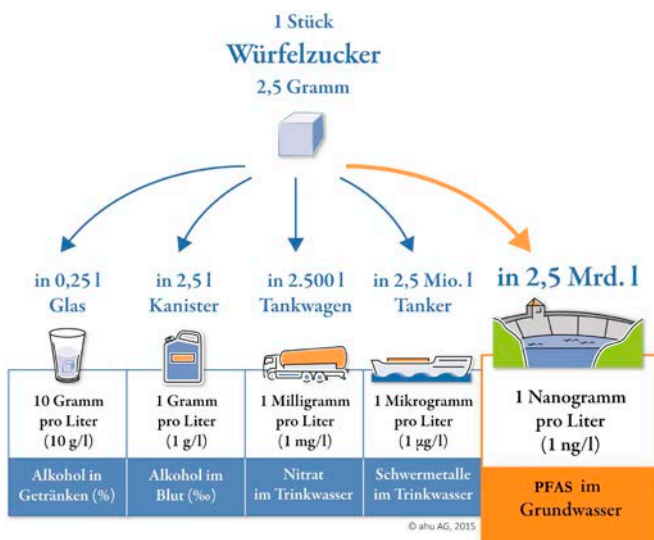 1 Stück
Würfelzucker
2,5 Gramm
in 0,25 l
Glas
in 2,5 l
Kanister
in 2.500 l
Tankwagen
in 2,5 Mio. l
Tanker
in 2,5 Mrd. l
10 Gramm
pro Liter
(10 g/l)
1 Gramm
pro Liter
(1 g/l)
1 Milligramm
pro Liter
(1 mg/l)
1 Mikrogramm
pro Liter
(1 µg/l)
1 Nanogramm
pro Liter
(1 ng/l)
Alkohol in
Getränken (%)
Alkohol im
Blut (‰)
Nitrat
im Trinkwasser
Schwermetalle
im Trinkwasser
PFAS im
Grundwasser
© ahu AG, 2015